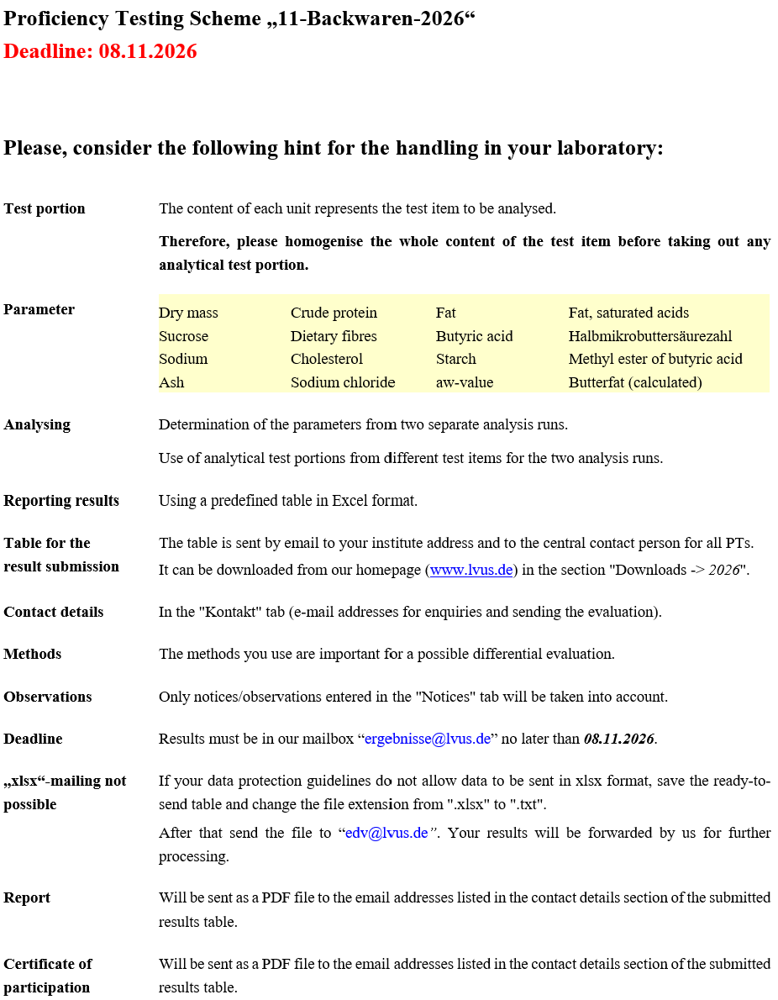 Proficiency Testing Scheme „11-Backwaren-2026“
Deadline: 08.11.2026
Please, consider the following hint for the handling in your laboratory:
Test portion The content of each unit represents the test item to be analysed.
Therefore, please homogenise the whole content of the test item before taking out any
analytical test portion.
Parameter
Dry mass Crude protein Fat Fat, saturated acids
Sucrose Dietary fibres Butyric acid Halbmikrobuttersäurezahl
Sodium Cholesterol Starch Methyl ester of butyric acid
Ash Sodium chloride aw-value Butterfat (calculated)
Analysing Determination of the parameters from two separate analysis runs.
Use of analytical test portions from different test items for the two analysis runs.
Reporting results Using a predefined table in Excel format.
Table for the The table is sent by email to your institute address and to the central contact person for all PTs.
result submission It can be downloaded from our homepage (www.lvus.de) in the section "Downloads -> 2026".
Contact details In the "Kontakt" tab (e-mail addresses for enquiries and sending the evaluation).
Methods The methods you use are important for a possible differential evaluation.
Observations Only notices/observations entered in the "Notices" tab will be taken into account.
Deadline Results must be in our mailbox “ergebnisse@lvus.de” no later than 08.11.2026.
„xlsx“-mailing not If your data protection guidelines do not allow data to be sent in xlsx format, save the ready-to-
possible send table and change the file extension from ".xlsx" to ".txt".
After that send the file to “edv@lvus.de”. Your results will be forwarded by us for further
processing.
Report Will be sent as a PDF file to the email addresses listed in the contact details section of the submitted
results table.
Certificate of Will be sent as a PDF file to the email addresses listed in the contact details section of the submitted
participation results table.